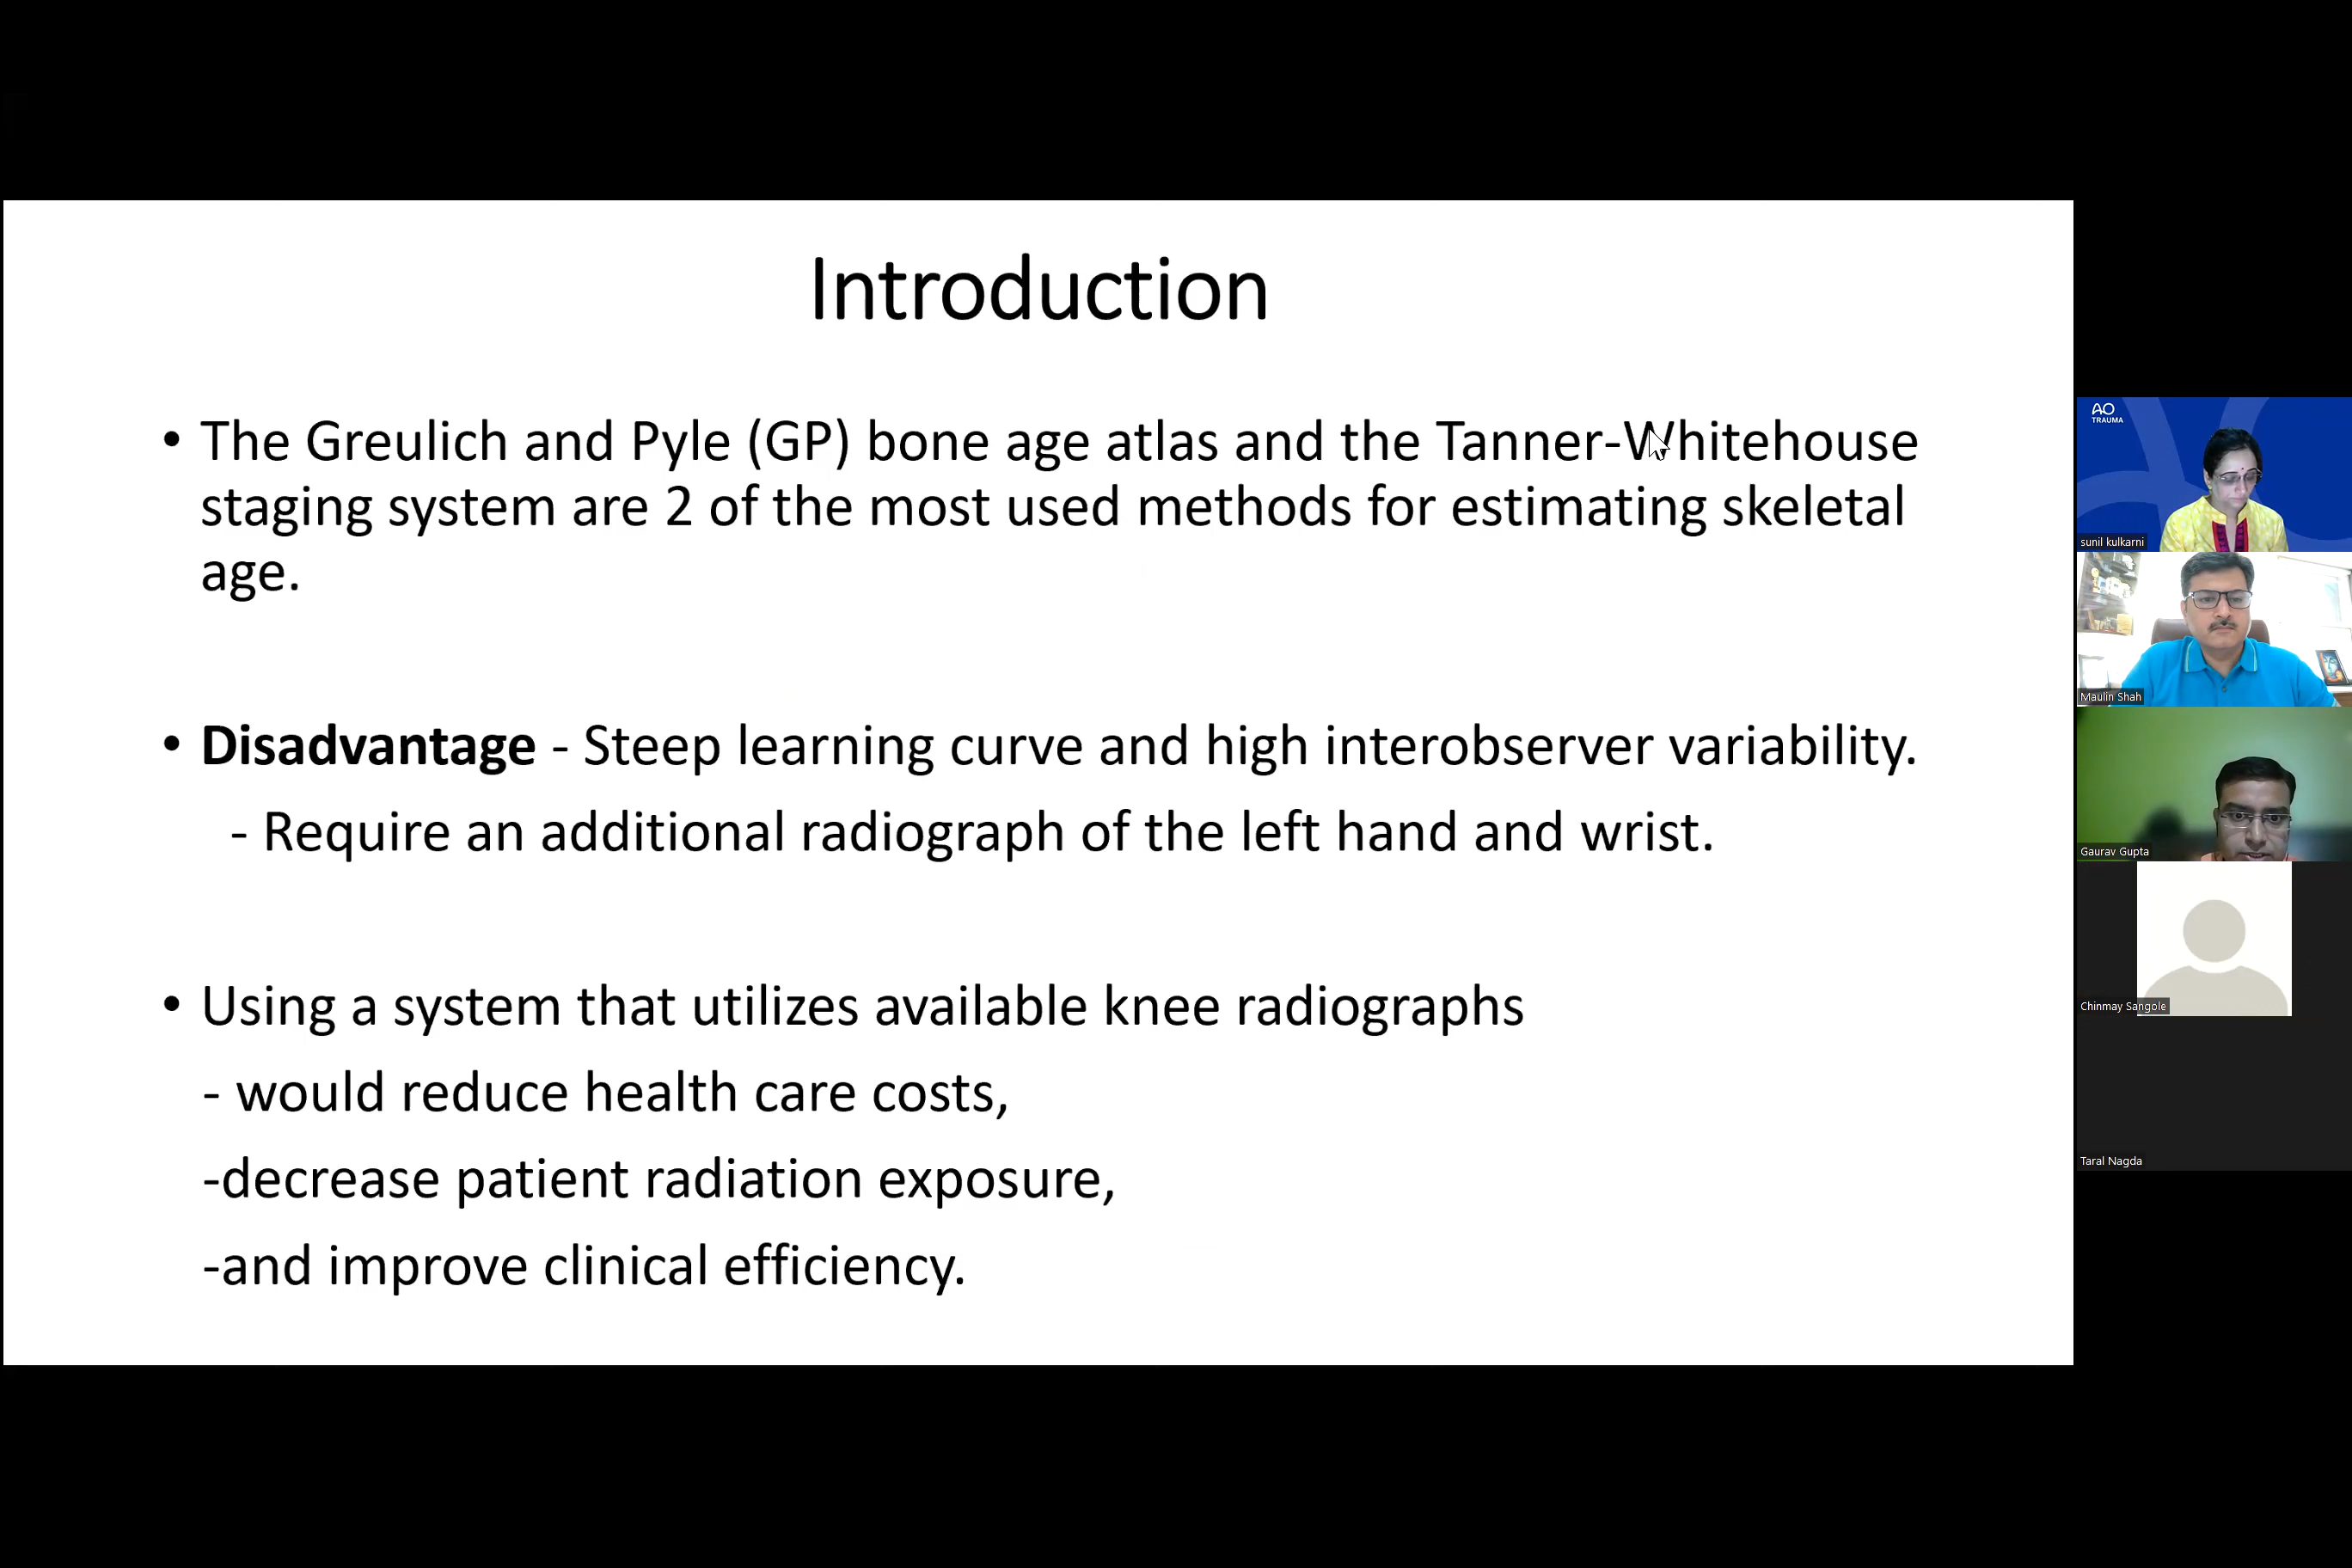 Introduction
• The Greulich and Pyle (GP) bone age atlas and the Tanner-Whitehouse
staging system are 2 of the most used methods for estimating skeletal
age.
• Disadvantage - Steep learning curve and high interobserver variability.
- Require an additional radiograph of the left hand and wrist.
• Using a system that utilizes available knee radiographs
- would reduce health care costs,
-decrease patient radiation exposure,
-and improve clinical efficiency.
AO
TRAUMA
sunil kulkarni
Maulin Shah
Gaurav Gupta
Chinmay Sangole
Taral Nagda